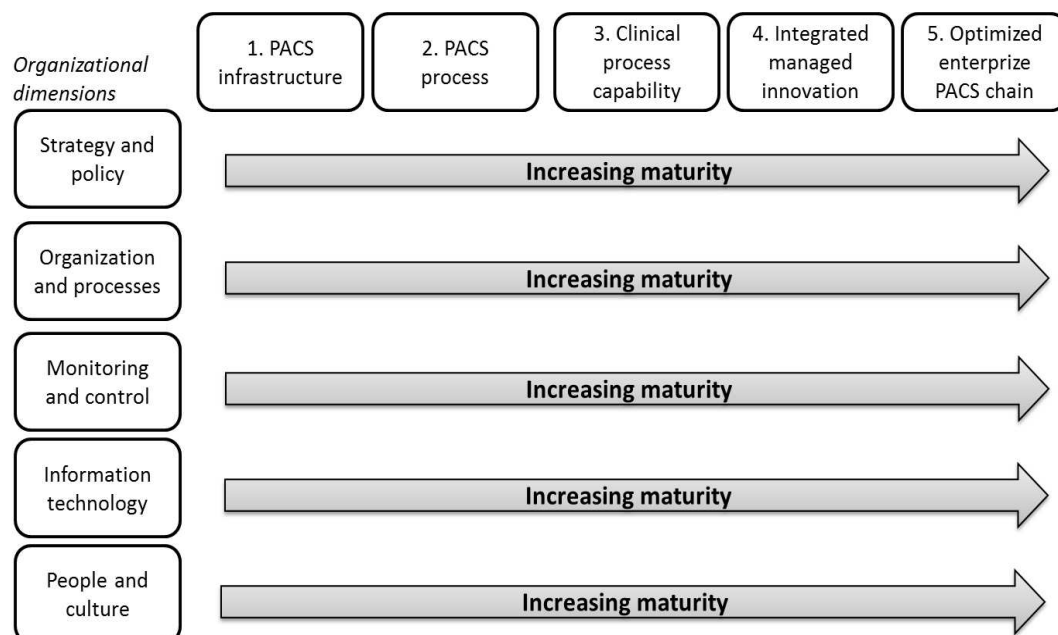 Organizational
dimensions
1. PACS
infrastructure
2. PACS
process
3. Clinical
process
capability
4. Integrated
managed
innovation
5. Optimized
enterprize
PACS chain
Strategy and
policy
Increasing maturity
Organization
and processes
Increasing maturity
Monitoring
and control
Increasing maturity
Information
technology
Increasing maturity
People and
culture
Increasing maturity